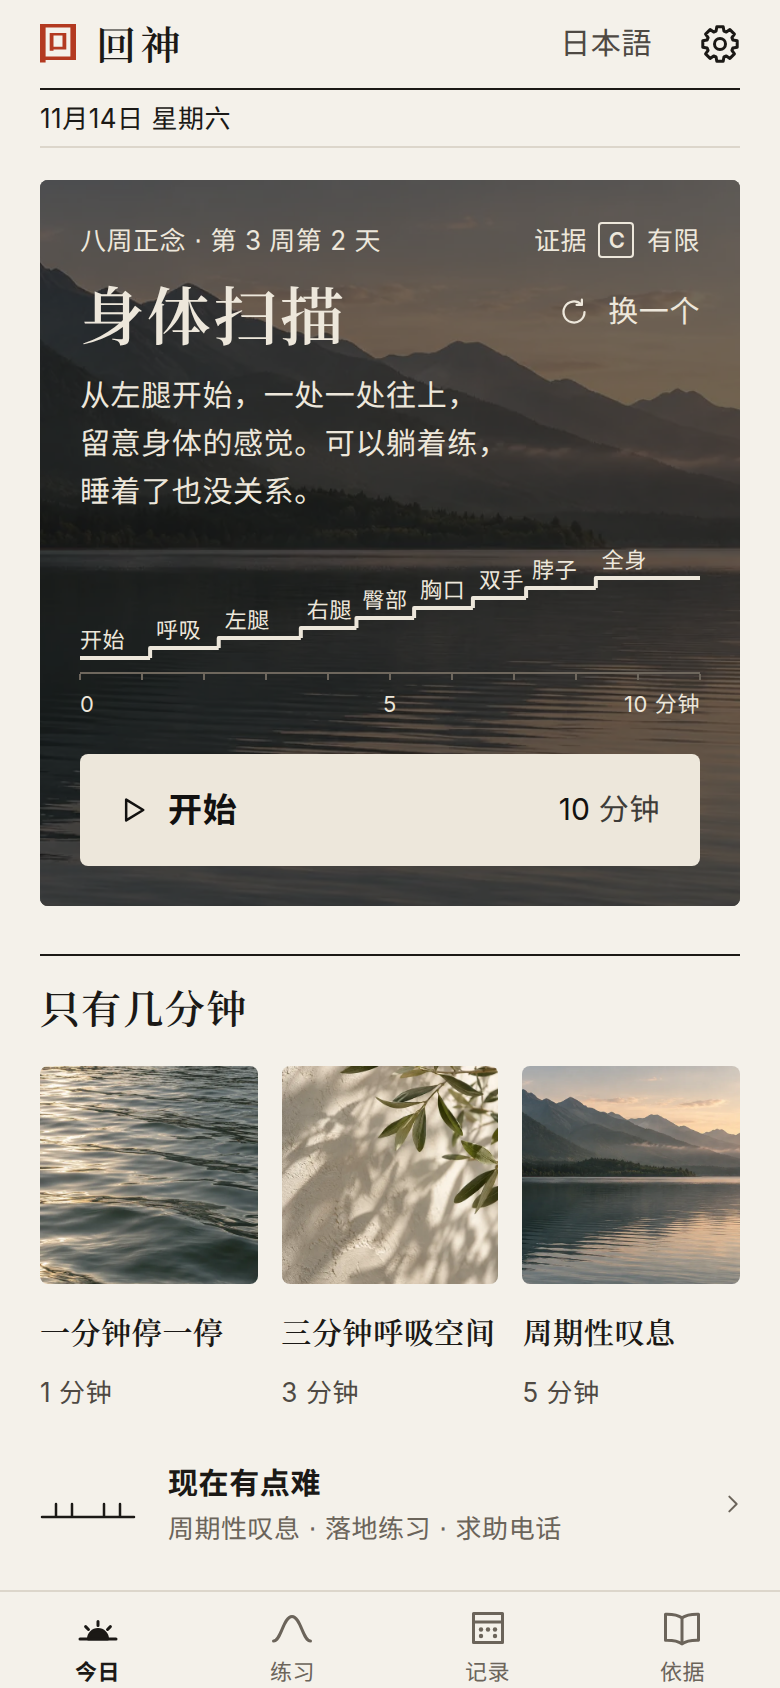 回 回神
日本語
11月14日 星期六
八周正念 · 第 3 周第 2 天
证据 C 有限
身体扫描
换一个
从左腿开始，一处一处往上，
留意身体的感觉。可以躺着练，
睡着了也没关系。
开始
呼吸
左腿
右腿
臀部
胸口
双手
脖子
全身
0
5
10 分钟
开始
10 分钟
只有几分钟
一分钟停一停
1 分钟
三分钟呼吸空间
3 分钟
周期性叹息
5 分钟
现在有点难
周期性叹息 · 落地练习 · 求助电话
今日
练习
记录
依据